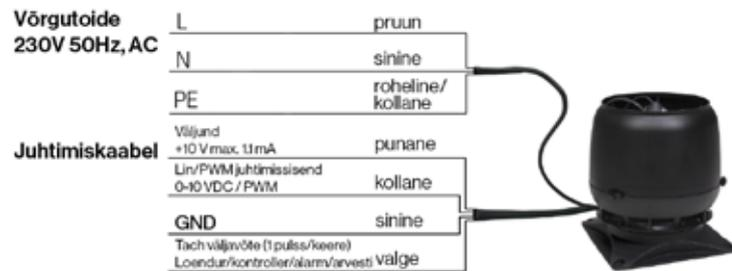 Võrgutoide
230V 50Hz, AC
L pruun
N sinine
PE roheline/
kollane
Juhtimiskaabel
Väljund
+10 V max. 1.1 mA punane
Lin/PWM juhtimissisend
0-10 VDC / PWM kollane
GND sinine
Tach väljavõte (1 pulss/keere)
Loendur/kontroller/alarm/arvesti valge